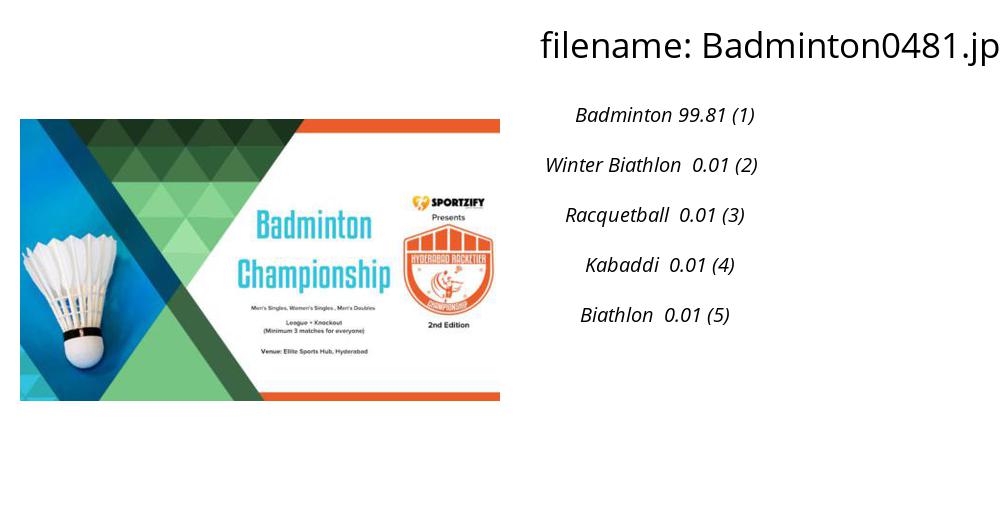 filename: Badminton0481.jp
Badminton 99.81 (1)
Winter Biathlon 0.01 (2)
Racquetball 0.01 (3)
Kabaddi 0.01 (4)
Biathlon 0.01 (5)
SPORTZIFY
Presents
HYDERABAD RACKETIER
CHAMPIONSHIP
2nd Edition
Badminton
Championship
Men's Singles, Women's Singles , Men's Doubles
League + Knockout
(Minimum 3 matches for everyone)
Venue: Ellite Sports Hub, Hyderabad